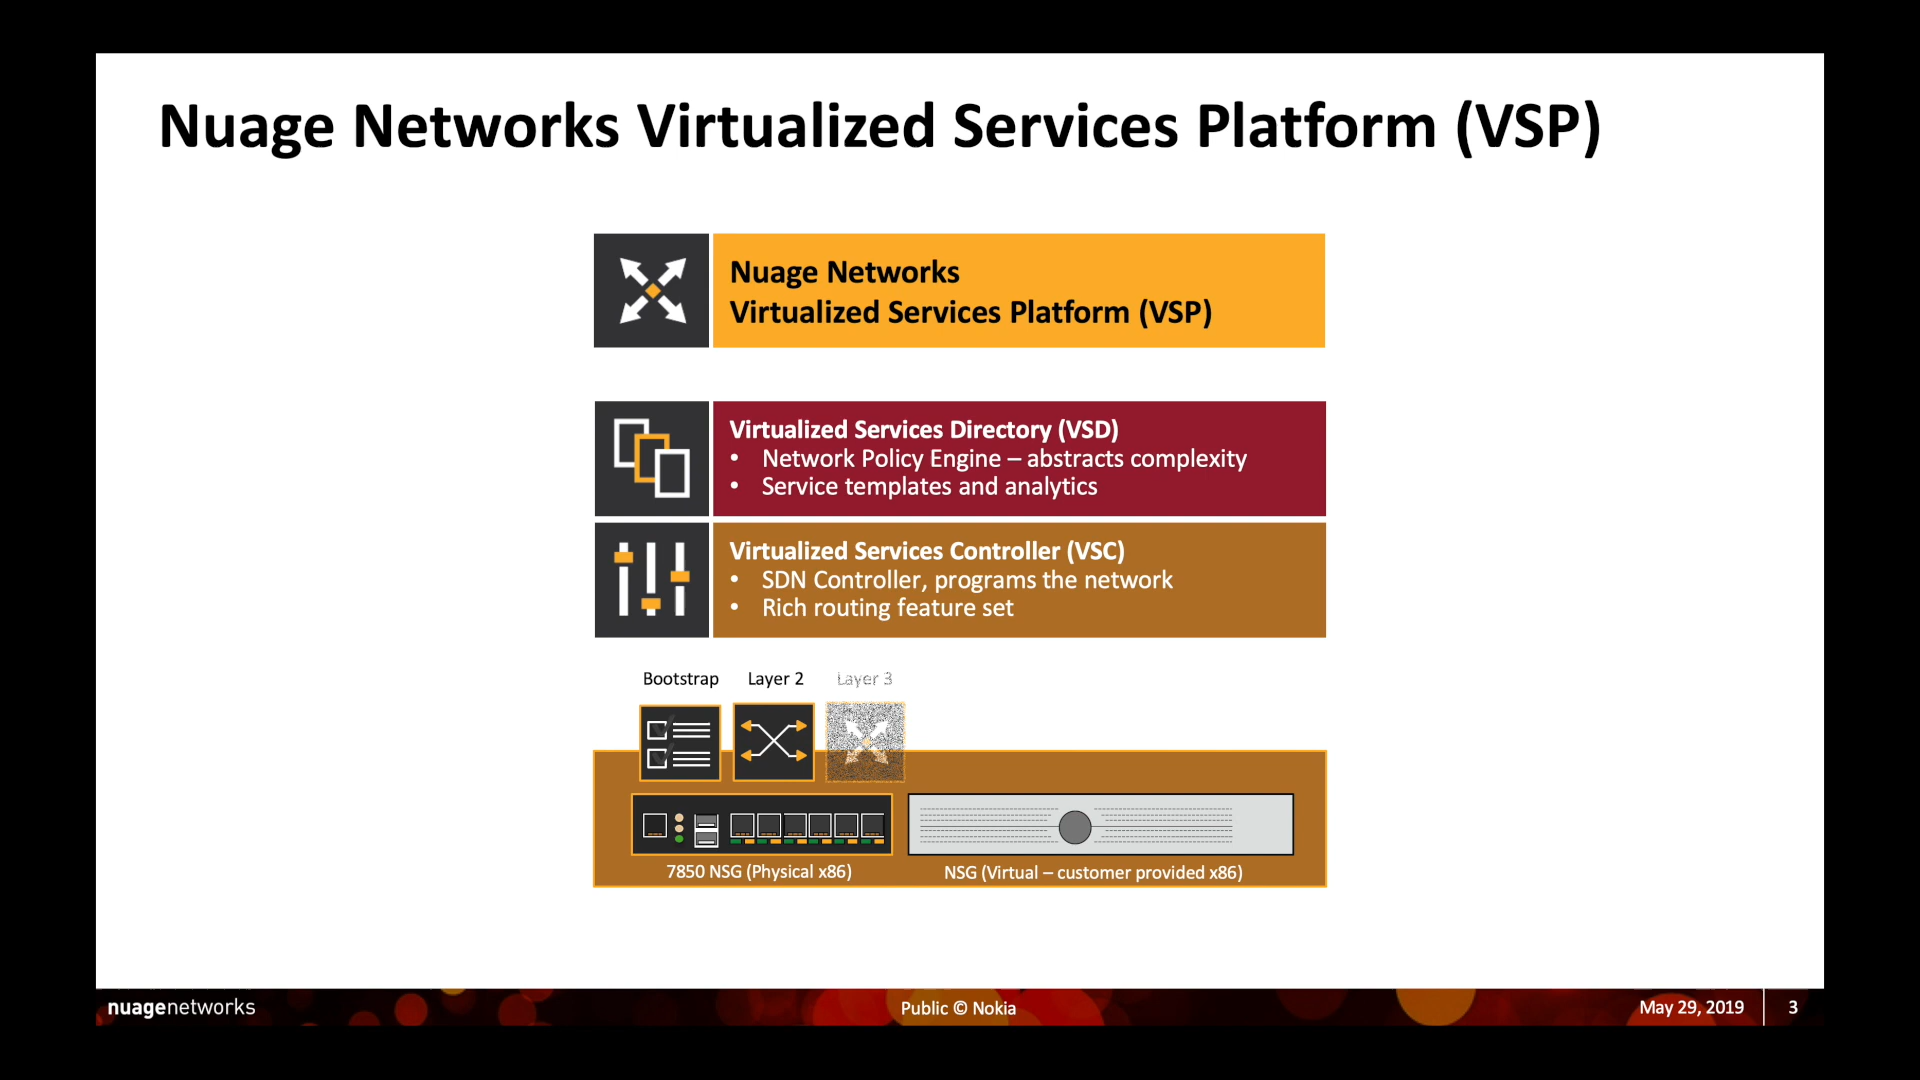 Nuage Networks Virtualized Services Platform (VSP)
Nuage Networks
Virtualized Services Platform (VSP)
Virtualized Services Directory (VSD)
• Network Policy Engine – abstracts complexity
• Service templates and analytics
Virtualized Services Controller (VSC)
• SDN Controller, programs the network
• Rich routing feature set
Bootstrap Layer 2 Layer 3
7850 NSG (Physical x86) NSG (Virtual – customer provided x86)
nuagenetworks Public © Nokia May 29, 2019 3